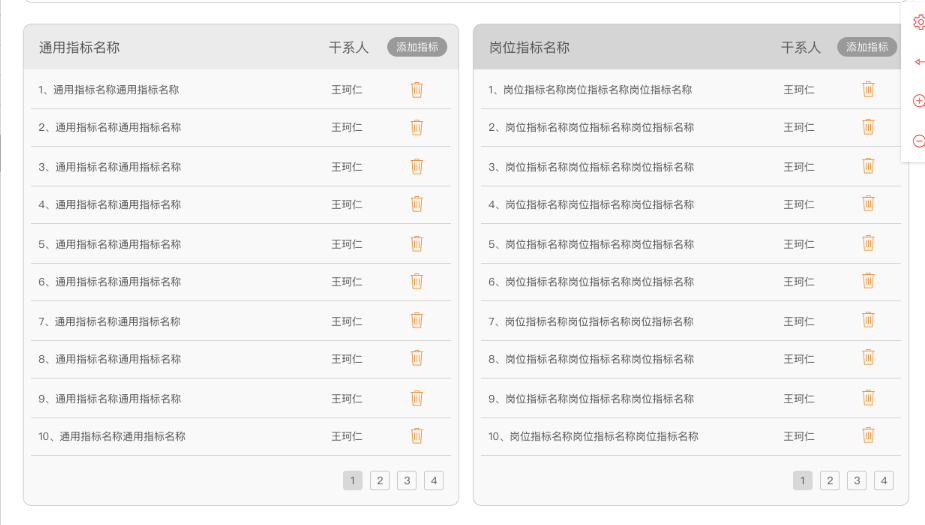 通用指标名称 干系人 添加指标
1、通用指标名称通用指标名称 王珂仁
2、通用指标名称通用指标名称 王珂仁
3、通用指标名称通用指标名称 王珂仁
4、通用指标名称通用指标名称 王珂仁
5、通用指标名称通用指标名称 王珂仁
6、通用指标名称通用指标名称 王珂仁
7、通用指标名称通用指标名称 王珂仁
8、通用指标名称通用指标名称 王珂仁
9、通用指标名称通用指标名称 王珂仁
10、通用指标名称通用指标名称 王珂仁
1 2 3 4
岗位指标名称 干系人 添加指标
1、岗位指标名称岗位指标名称岗位指标名称 王珂仁
2、岗位指标名称岗位指标名称岗位指标名称 王珂仁
3、岗位指标名称岗位指标名称岗位指标名称 王珂仁
4、岗位指标名称岗位指标名称岗位指标名称 王珂仁
5、岗位指标名称岗位指标名称岗位指标名称 王珂仁
6、岗位指标名称岗位指标名称岗位指标名称 王珂仁
7、岗位指标名称岗位指标名称岗位指标名称 王珂仁
8、岗位指标名称岗位指标名称岗位指标名称 王珂仁
9、岗位指标名称岗位指标名称岗位指标名称 王珂仁
10、岗位指标名称岗位指标名称岗位指标名称 王珂仁
1 2 3 4